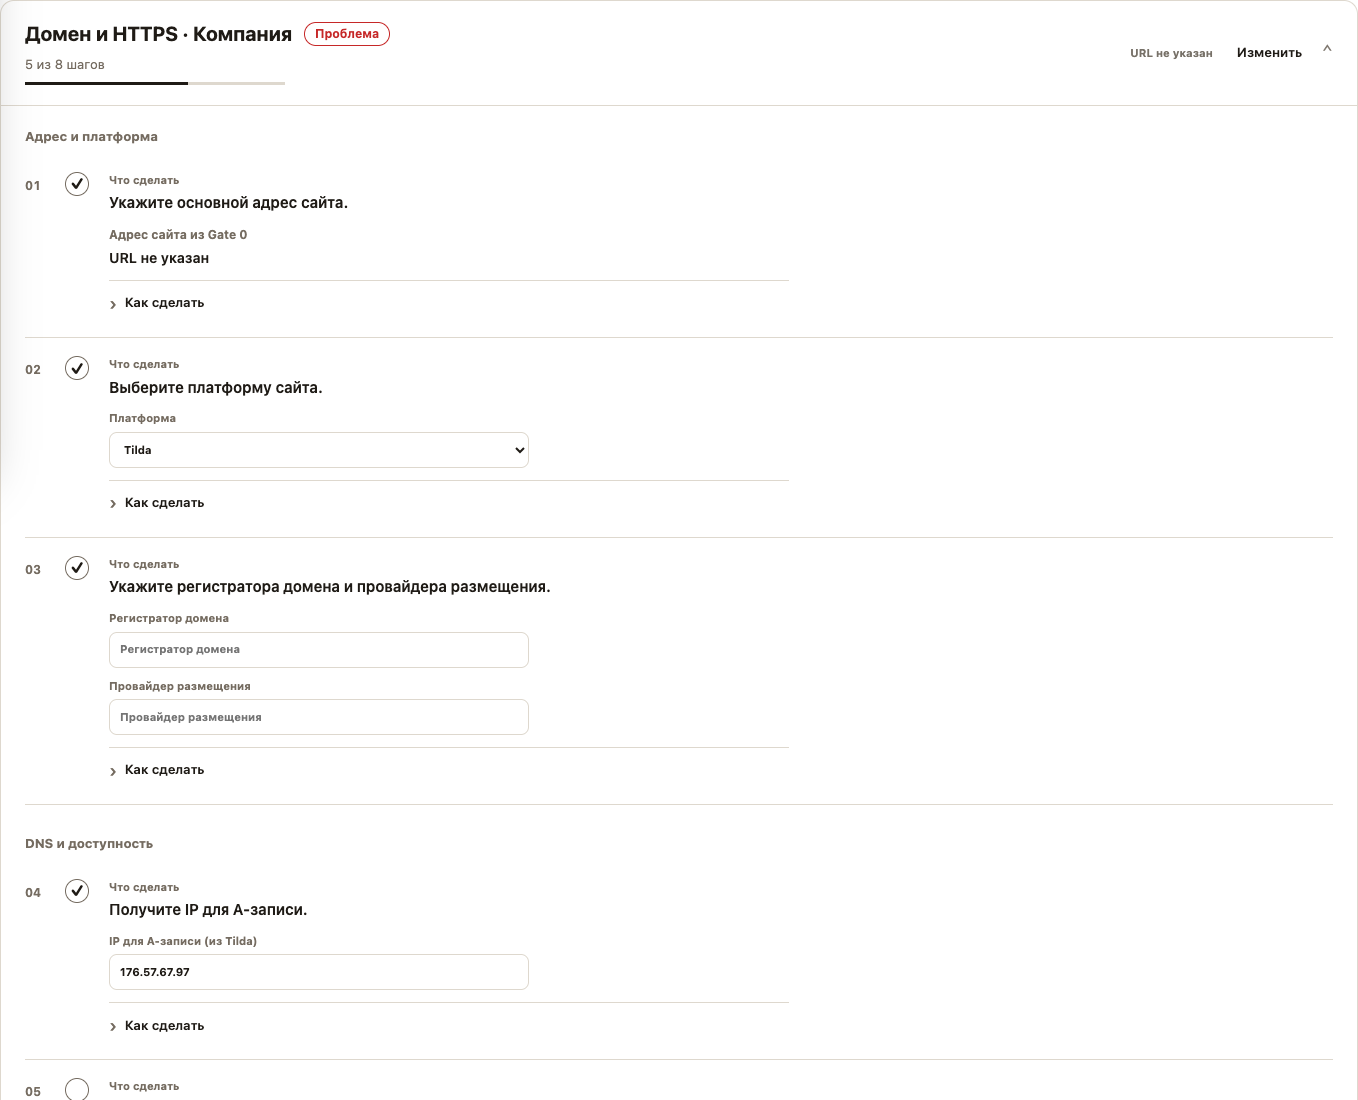 Домен и HTTPS · Компания Проблема
5 из 8 шагов
URL не указан Изменить
Адрес и платформа
01
Что сделать
Укажите основной адрес сайта.
Адрес сайта из Gate 0
URL не указан
Как сделать
02
Что сделать
Выберите платформу сайта.
Платформа
Tilda
Как сделать
03
Что сделать
Укажите регистратора домена и провайдера размещения.
Регистратор домена
Регистратор домена
Провайдер размещения
Провайдер размещения
Как сделать
DNS и доступность
04
Что сделать
Получите IP для A-записи.
IP для A-записи (из Tilda)
176.57.67.97
Как сделать
05
Что сделать